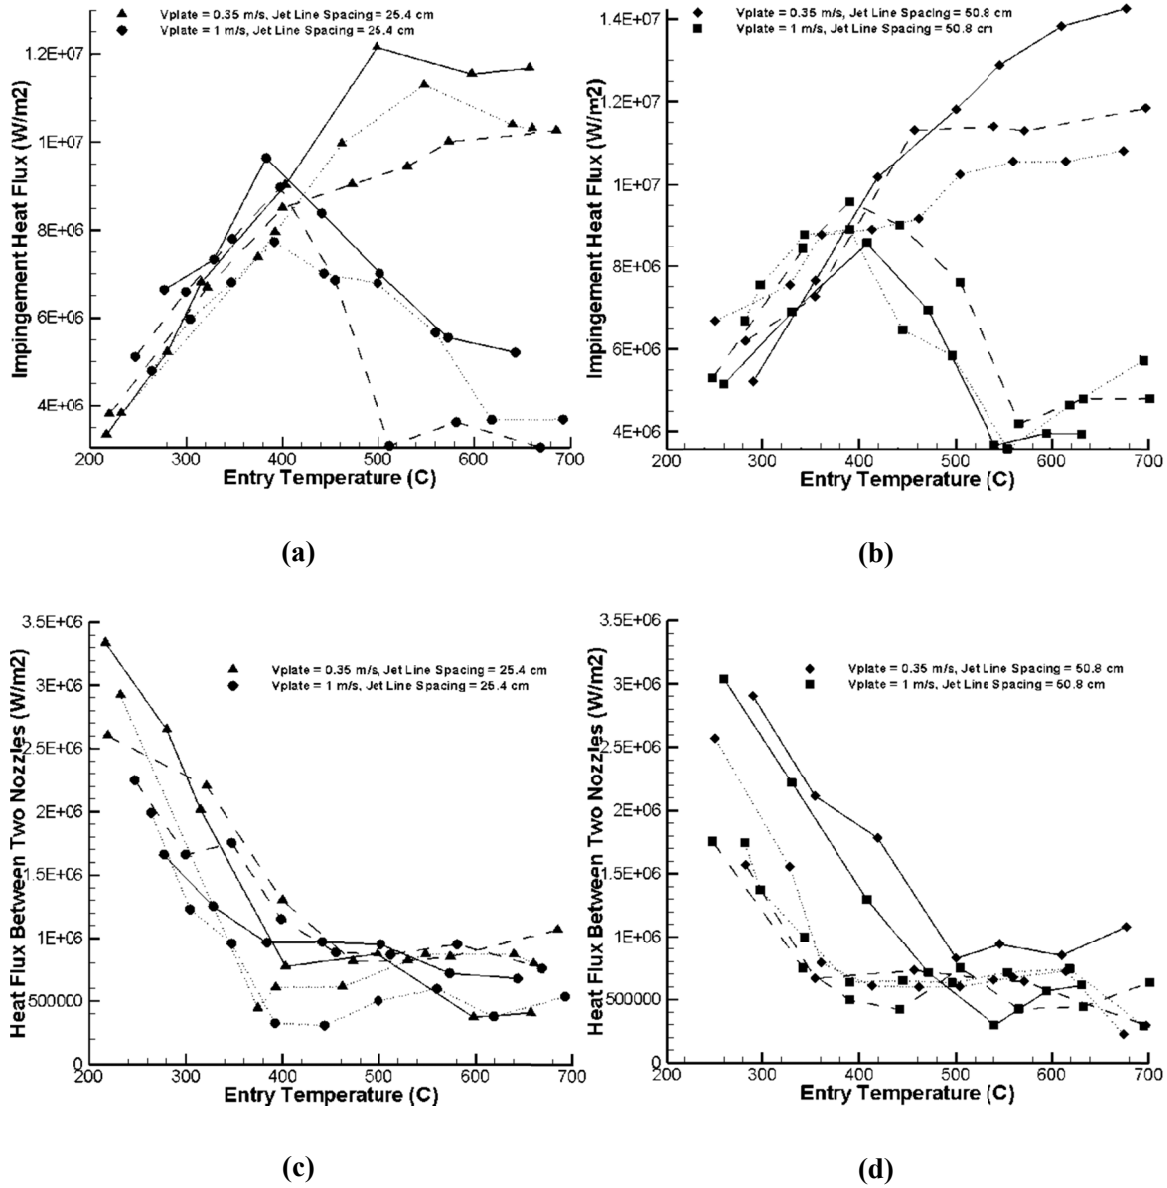 Vplate = 0.35 m/s, Jet Line Spacing = 25.4 cm
Vplate = 1 m/s, Jet Line Spacing = 25.4 cm
1.2E+07
1E+07
8E+06
6E+06
4E+06
Impingement Heat Flux (W/m2)
200 300 400 500 600 700
Entry Temperature (C)
(a)
Vplate = 0.35 m/s, Jet Line Spacing = 50.8 cm
Vplate = 1 m/s, Jet Line Spacing = 50.8 cm
1.4E+07
1.2E+07
1E+07
8E+06
6E+06
4E+06
Impingement Heat Flux (W/m2)
200 300 400 500 600 700
Entry Temperature (C)
(b)
3.5E+06
3E+06
2.5E+06
2E+06
1.5E+06
1E+06
500000
0
Heat Flux Between Two Nozzles (W/m2)
Vplate = 0.35 m/s, Jet Line Spacing = 25.4 cm
Vplate = 1 m/s, Jet Line Spacing = 25.4 cm
200 300 400 500 600 700
Entry Temperature (C)
(c)
3.5E+06
3E+06
2.5E+06
2E+06
1.5E+06
1E+06
500000
0
Heat Flux Between Two Nozzles (W/m2)
Vplate = 0.35 m/s, Jet Line Spacing = 50.8 cm
Vplate = 1 m/s, Jet Line Spacing = 50.8 cm
200 300 400 500 600 700
Entry Temperature (C)
(d)